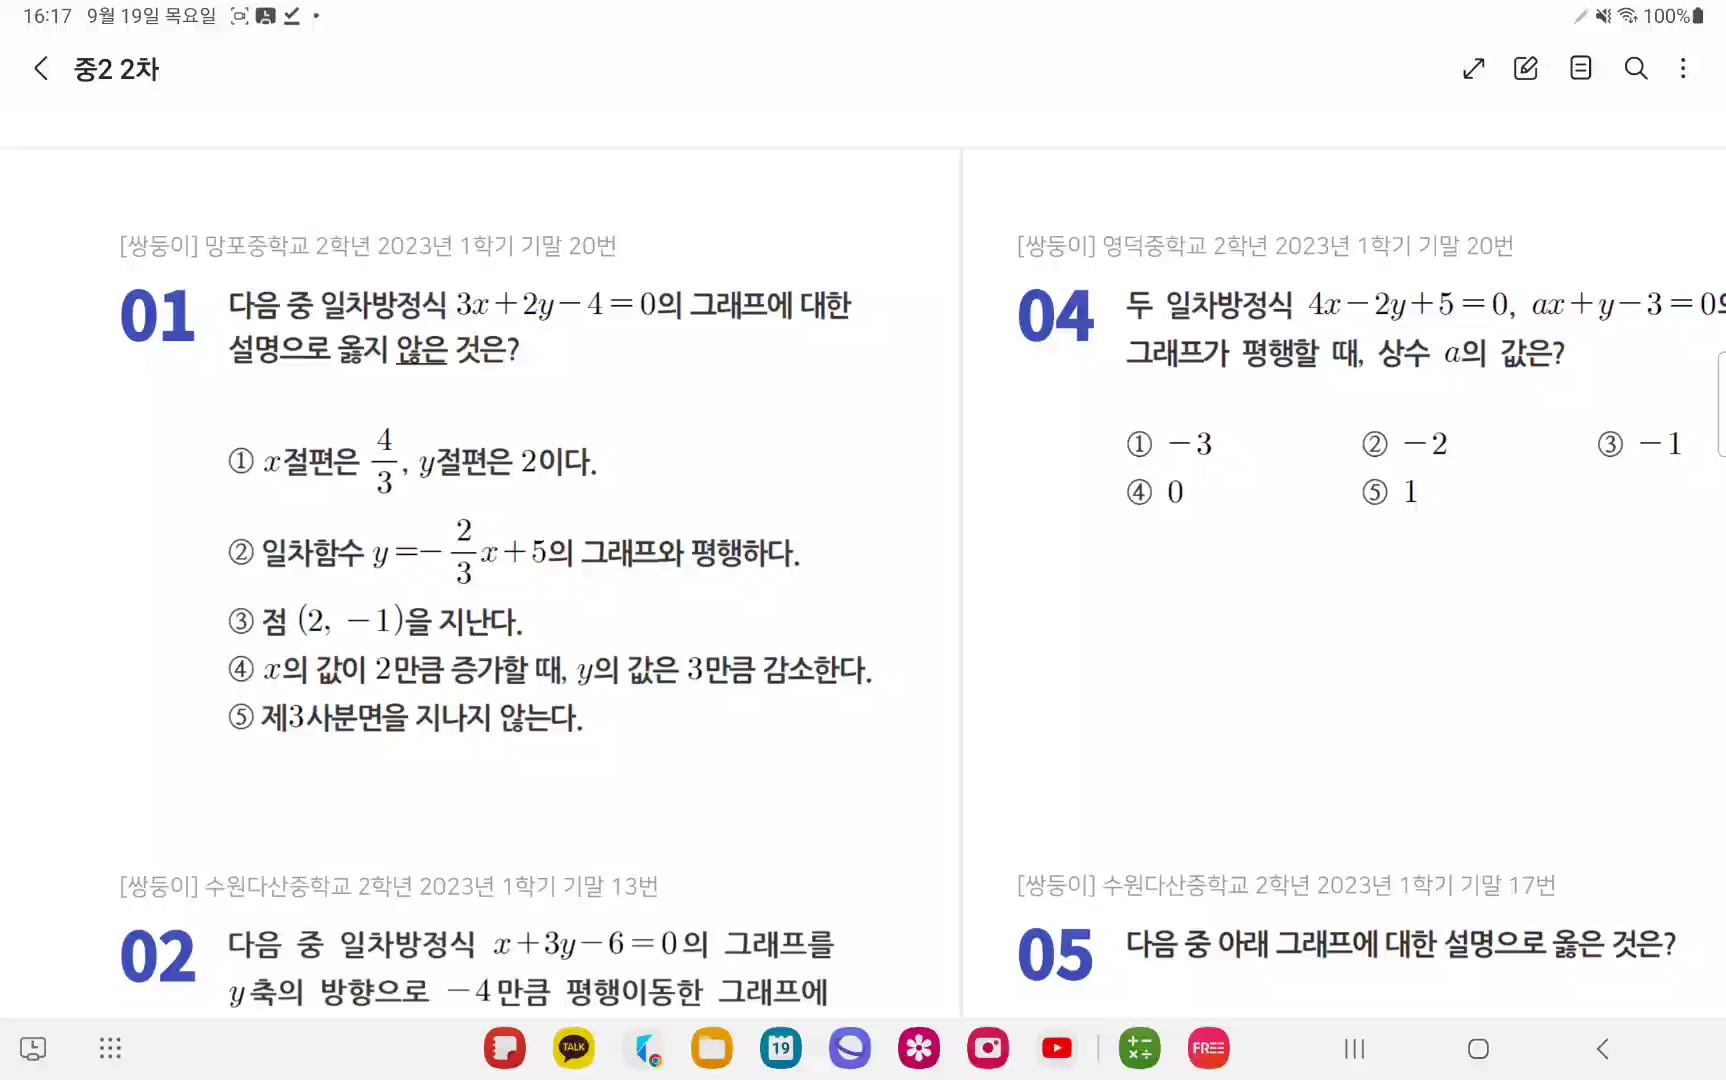 16:17 9월 19일 목요일
100%
중2 2차
[쌍둥이] 망포중학교 2학년 2023년 1학기 기말 20번
01 다음 중 일차방정식 3x+2y−4=0의 그래프에 대한
설명으로 옳지 않은 것은?
① x절편은 4/3, y절편은 2이다.
② 일차함수 y=−2/3x+5의 그래프와 평행하다.
③ 점 (2, −1)을 지난다.
④ x의 값이 2만큼 증가할 때, y의 값은 3만큼 감소한다.
⑤ 제3사분면을 지나지 않는다.
[쌍둥이] 수원다산중학교 2학년 2023년 1학기 기말 13번
02 다음 중 일차방정식 x+3y−6=0의 그래프를
y축의 방향으로 −4만큼 평행이동한 그래프에
[쌍둥이] 영덕중학교 2학년 2023년 1학기 기말 20번
04 두 일차방정식 4x−2y+5=0, ax+y−3=0
그래프가 평행할 때, 상수 a의 값은?
① −3 ② −2 ③ −1
④ 0 ⑤ 1
[쌍둥이] 수원다산중학교 2학년 2023년 1학기 기말 17번
05 다음 중 아래 그래프에 대한 설명으로 옳은 것은?
TALK
19
FREE